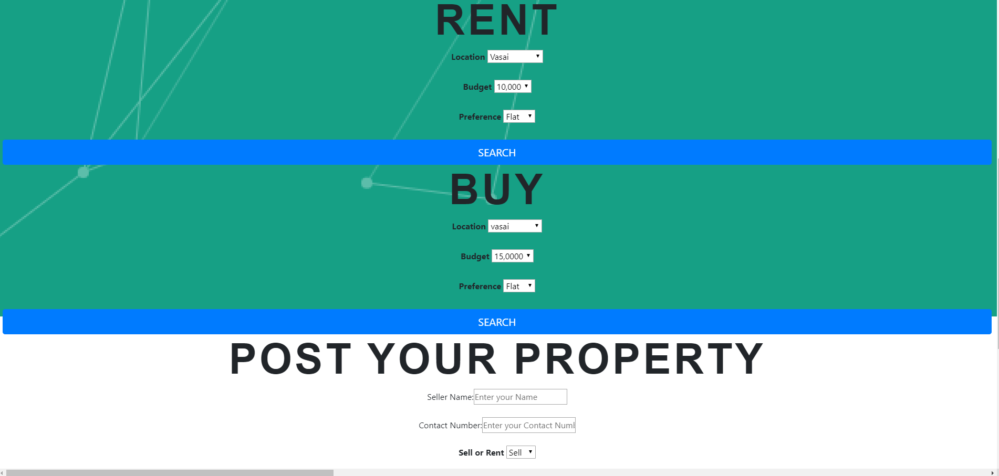 RENT
Location Vasai
Budget 10,000
Preference Flat
SEARCH
BUY
Location vasai
Budget 15,0000
Preference Flat
SEARCH
POST YOUR PROPERTY
Seller Name:Enter your Name
Contact Number:Enter your Contact Numb
Sell or Rent Sell